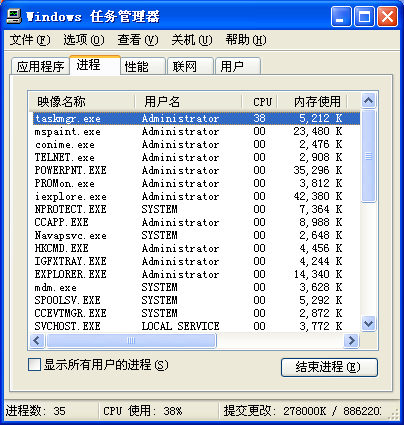 Windows 任务管理器
文件(F) 选项(O) 查看(V) 关机(U) 帮助(H)
应用程序 进程 性能 联网 用户
映像名称 用户名 CPU 内存使用
taskmgr.exe Administrator 38 5,212 K
mspaint.exe Administrator 00 23,480 K
conime.exe Administrator 00 2,476 K
TELNET.exe Administrator 00 2,908 K
POWERPNT.EXE Administrator 00 35,296 K
PROMon.exe Administrator 00 3,812 K
iexplore.exe Administrator 00 42,380 K
NPROTECT.EXE SYSTEM 00 7,364 K
CCAPP.EXE Administrator 00 8,988 K
Navapsvc.exe SYSTEM 00 2,648 K
HKCMD.EXE Administrator 00 4,456 K
IGFXTRAY.EXE Administrator 00 4,244 K
EXPLORER.EXE Administrator 00 14,340 K
mdm.exe SYSTEM 00 3,628 K
SPOOLSV.EXE SYSTEM 00 5,292 K
CCEVTMGR.EXE SYSTEM 00 2,872 K
SVCHOST.EXE LOCAL SERVICE 00 3,772 K
显示所有用户的进程(S) 结束进程(E)
进程数: 35 CPU 使用: 38% 提交更改: 278000K / 886220